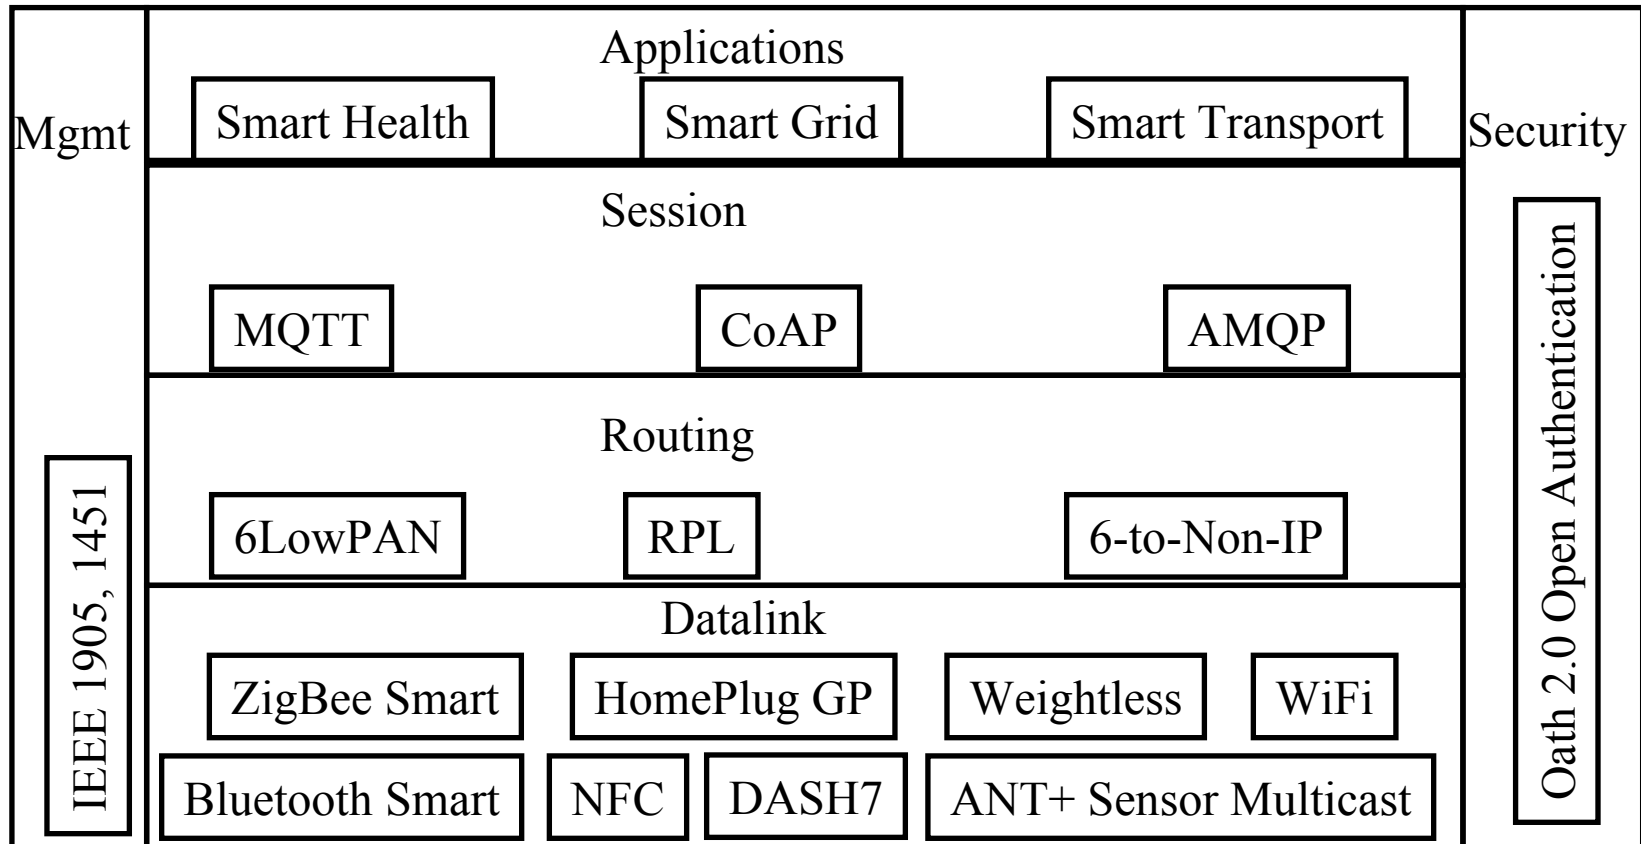 Applications
Smart Health
Smart Grid
Smart Transport
Mgmt
Security
Session
MQTT
CoAP
AMQP
Routing
6LowPAN
RPL
6-to-Non-IP
Datalink
ZigBee Smart
HomePlug GP
Weightless
WiFi
Bluetooth Smart
NFC
DASH7
ANT+ Sensor Multicast
IEEE 1905, 1451
Oath 2.0 Open Authentication